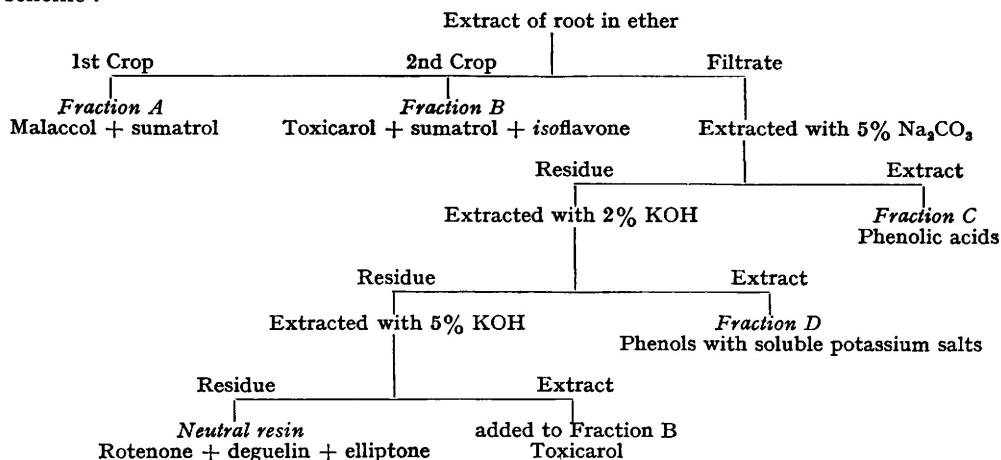 scheme :
Extract of root in ether
1st Crop 2nd Crop Filtrate
Fraction A Fraction B
Malaccol + sumatrol Toxicarol + sumatrol + isoflavone Extracted with 5% Na₂CO₃
Residue Extract
Extracted with 2% KOH Fraction C
Phenolic acids
Residue Extract
Extracted with 5% KOH Fraction D
Phenols with soluble potassium salts
Residue Extract
Neutral resin added to Fraction B
Rotenone + deguelin + elliptone Toxicarol